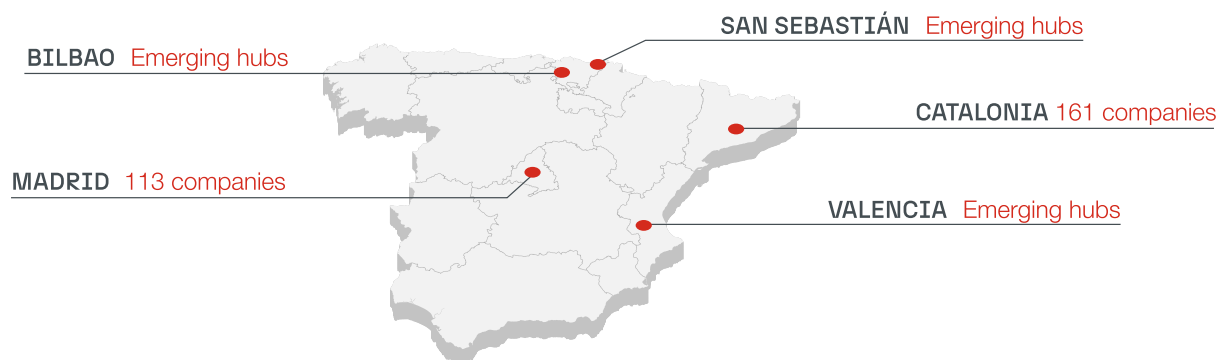 SAN SEBASTIÁN Emerging hubs
BILBAO Emerging hubs
CATALONIA 161 companies
MADRID 113 companies
VALENCIA Emerging hubs